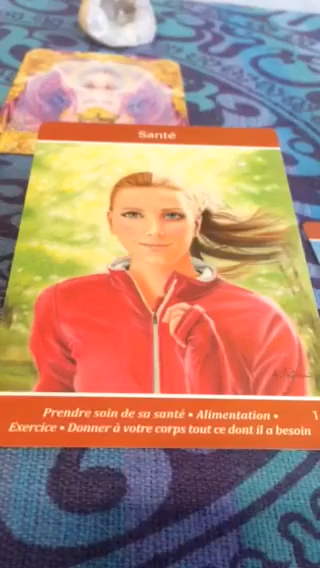 Santé
Prendre soin de sa santé • Alimentation •
Exercice • Donner à votre corps tout ce dont il a besoin